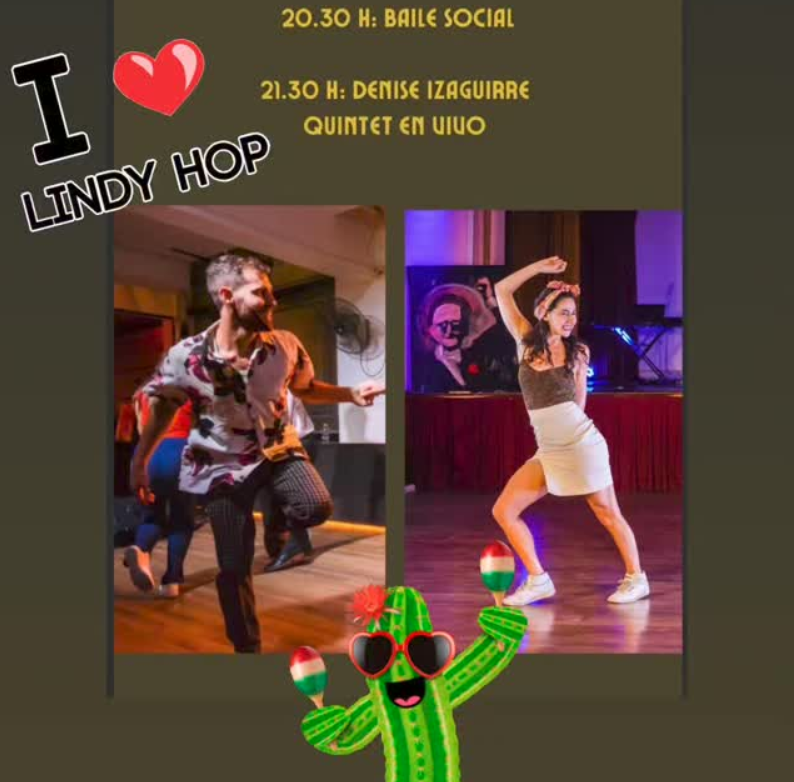 20.30 H: BAILE SOCIAL
I
LINDY HOP
21.30 H: DENISE IZAGUIRRE
QUINTET EN VIVO